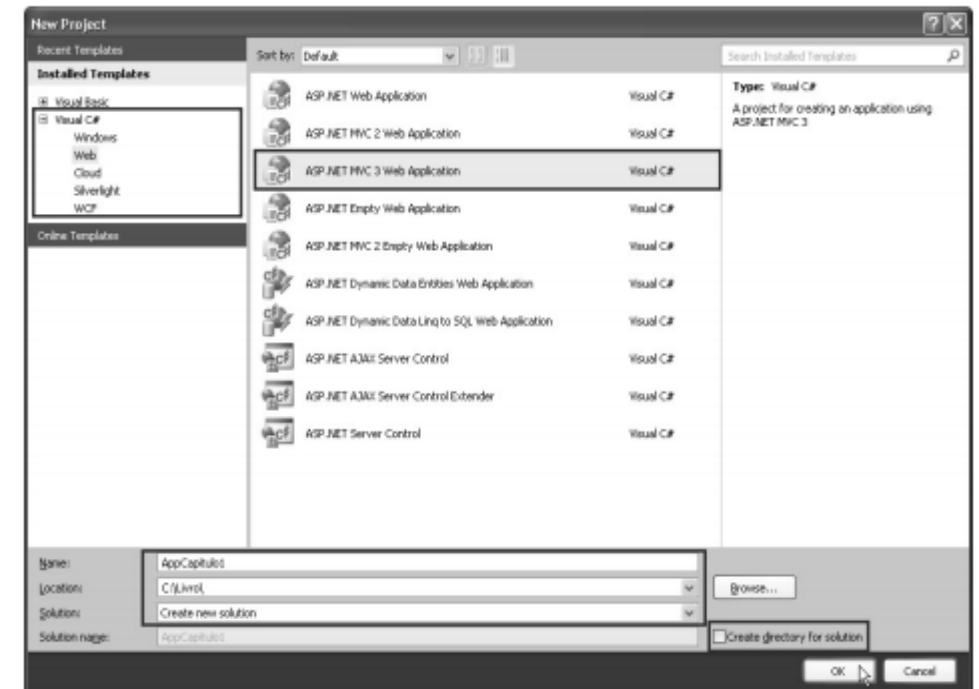 New Project
Recent Templates
Installed Templates
Visual Basic
Visual C#
Windows
Web
Cloud
Silverlight
WCF
Online Templates
Sort by: Default
Search Installed Templates
ASP.NET Web Application Visual C#
ASP.NET MVC 2 Web Application Visual C#
ASP.NET MVC 3 Web Application Visual C#
ASP.NET Empty Web Application Visual C#
ASP.NET MVC 2 Empty Web Application Visual C#
ASP.NET Dynamic Data Entities Web Application Visual C#
ASP.NET Dynamic Data Linq to SQL Web Application Visual C#
ASP.NET AJAX Server Control Visual C#
ASP.NET AJAX Server Control Extender Visual C#
ASP.NET Server Control Visual C#
Type: Visual C#
A project for creating an application using
ASP.NET MVC 3
Name: AppCapitulo1
Location: C:\Livro\
Browse...
Solution: Create new solution
Solution name: AppCapitulo1
Create directory for solution
OK Cancel